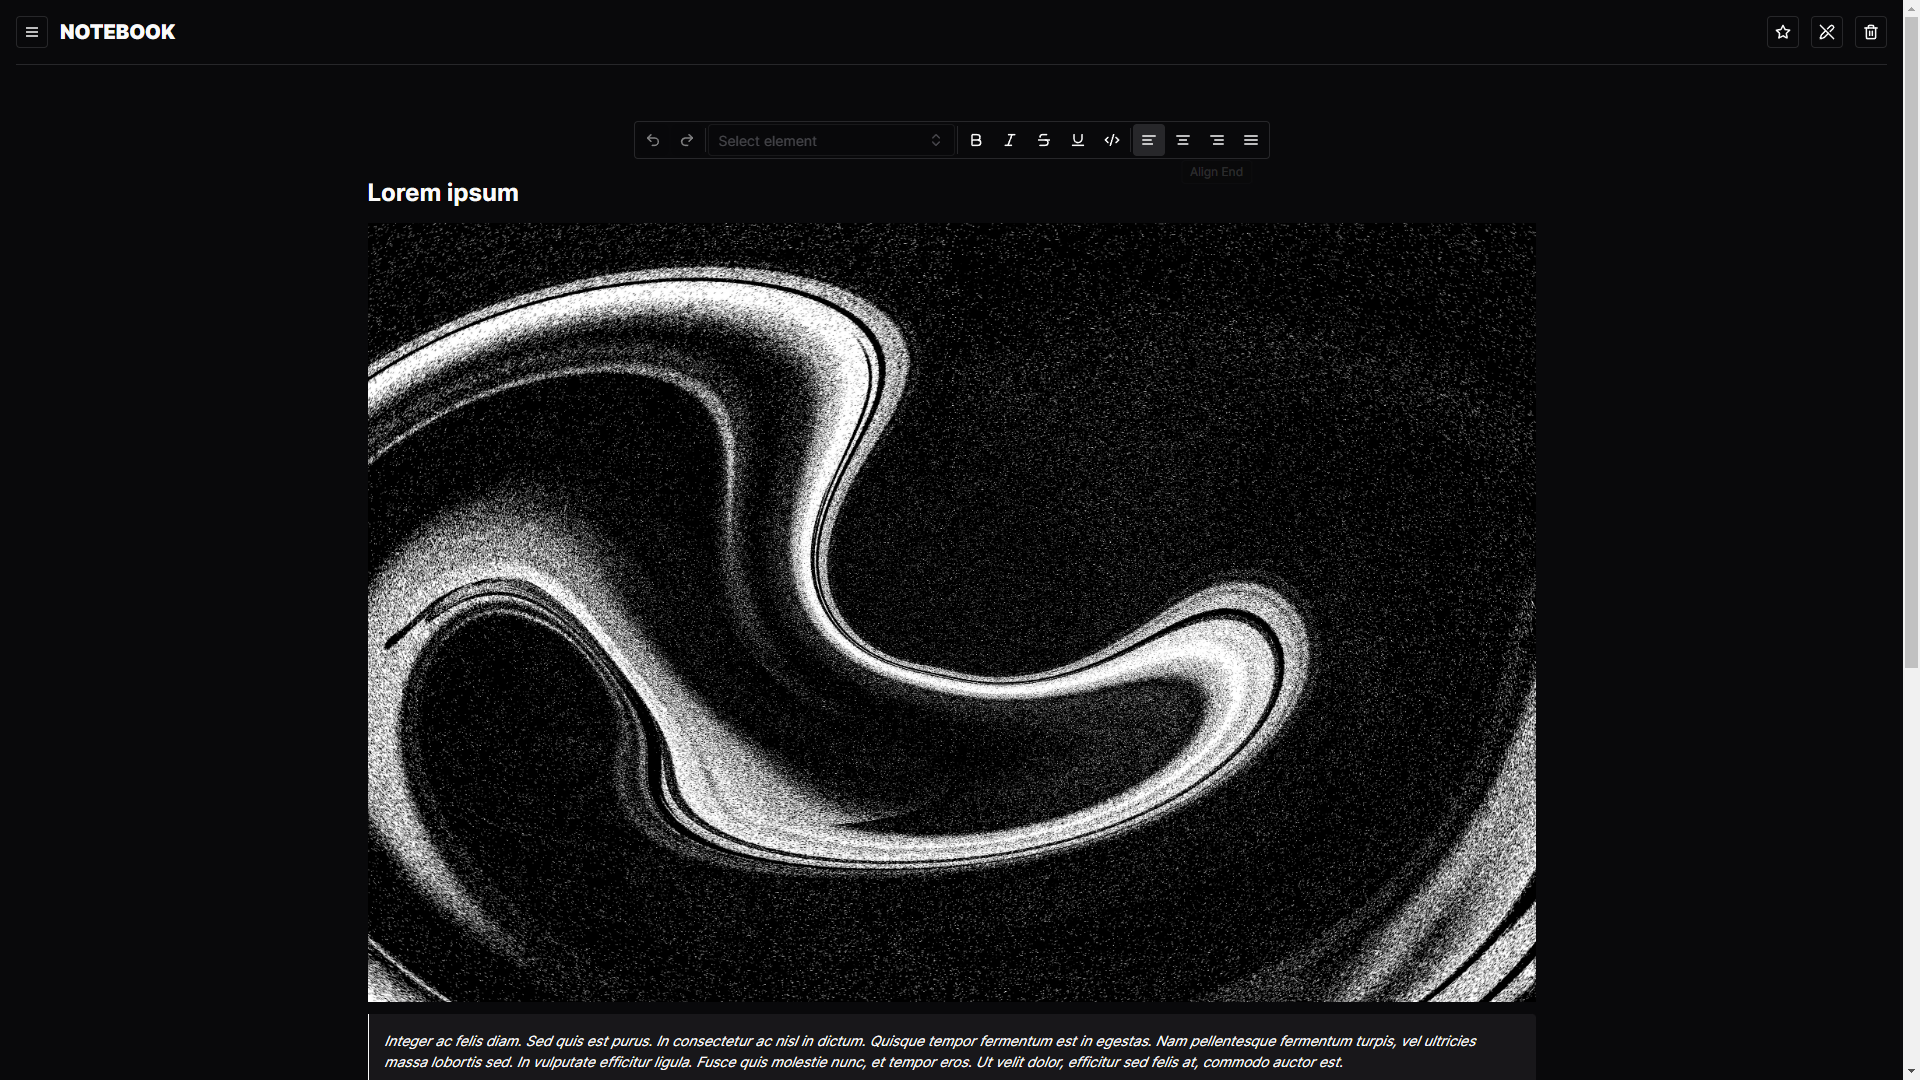 NOTEBOOK
Select element
Align End
Lorem ipsum
Integer ac felis diam. Sed quis est purus. In consectetur ac nisl in dictum. Quisque tempor fermentum est in egestas. Nam pellentesque fermentum turpis, vel ultricies
massa lobortis sed. In vulputate efficitur ligula. Fusce quis molestie nunc, et tempor eros. Ut velit dolor, efficitur sed felis at, commodo auctor est.